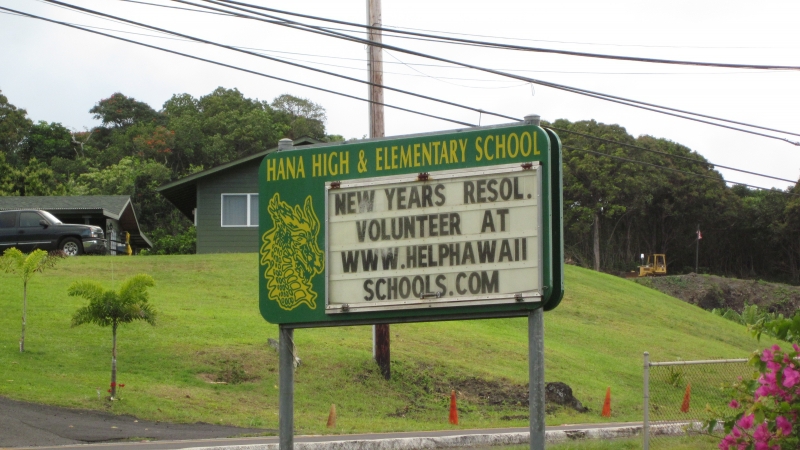 HANA HIGH & ELEMENTARY SCHOOL
NEW YEARS RESOL.
VOLUNTEER AT
WWW.HELPHAWAII
SCHOOLS.COM